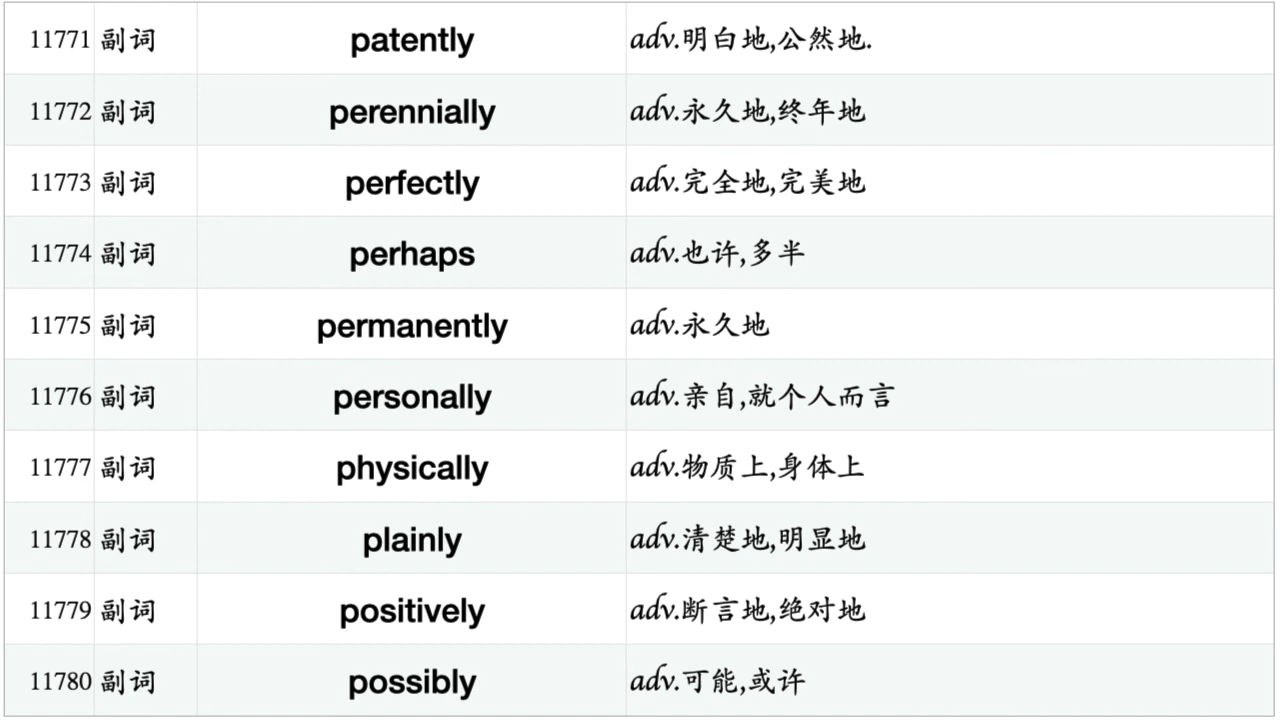 11771 副词 patently adv.明白地,公然地.
11772 副词 perennially adv.永久地,终年地
11773 副词 perfectly adv.完全地,完美地
11774 副词 perhaps adv.也许,多半
11775 副词 permanently adv.永久地
11776 副词 personally adv.亲自,就个人而言
11777 副词 physically adv.物质上,身体上
11778 副词 plainly adv.清楚地,明显地
11779 副词 positively adv.断言地,绝对地
11780 副词 possibly adv.可能,或许